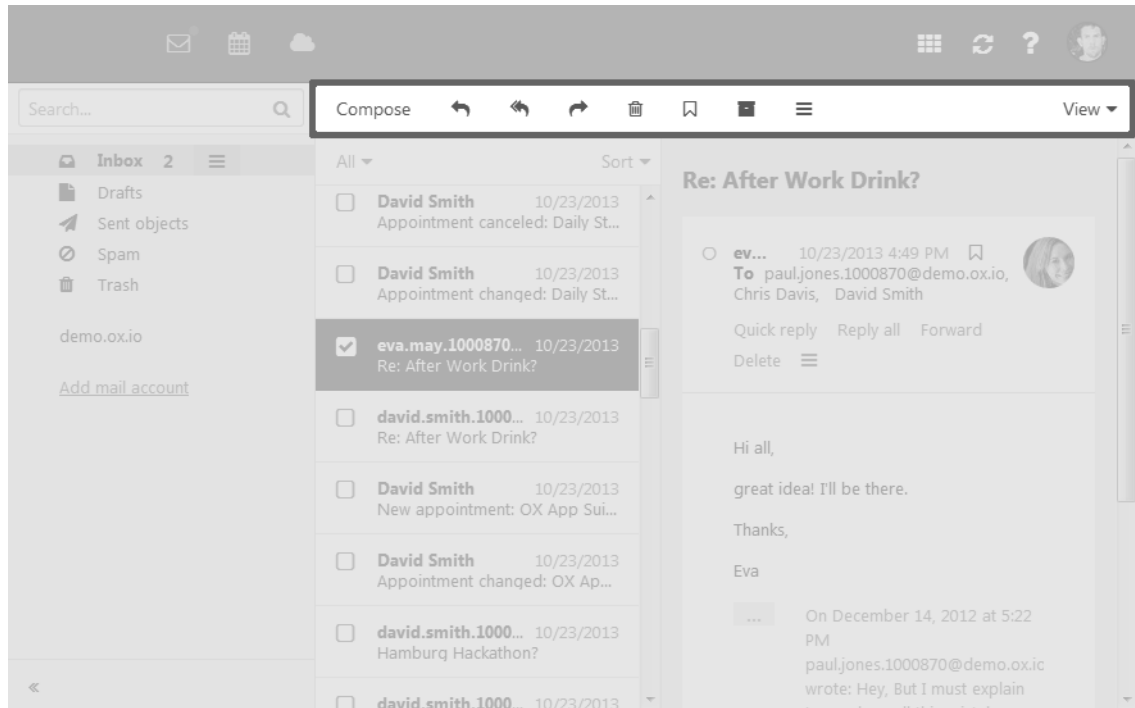 Search...
Compose
View
Inbox 2
Drafts
Sent objects
Spam
Trash
demo.ox.io
Add mail account
All Sort
David Smith 10/23/2013
Appointment canceled: Daily St...
David Smith 10/23/2013
Appointment changed: Daily St...
eva.may.1000870... 10/23/2013
Re: After Work Drink?
david.smith.1000... 10/23/2013
Re: After Work Drink?
David Smith 10/23/2013
New appointment: OX App Sui...
David Smith 10/23/2013
Appointment changed: OX Ap...
david.smith.1000... 10/23/2013
Hamburg Hackathon?
david.smith.1000... 10/23/2013
Re: After Work Drink?
ev... 10/23/2013 4:49 PM
To paul.jones.1000870@demo.ox.io,
Chris Davis, David Smith
Quick reply Reply all Forward
Delete
Hi all,
great idea! I'll be there.
Thanks,
Eva
... On December 14, 2012 at 5:22
PM
paul.jones.1000870@demo.ox.ic
wrote: Hey, But I must explain